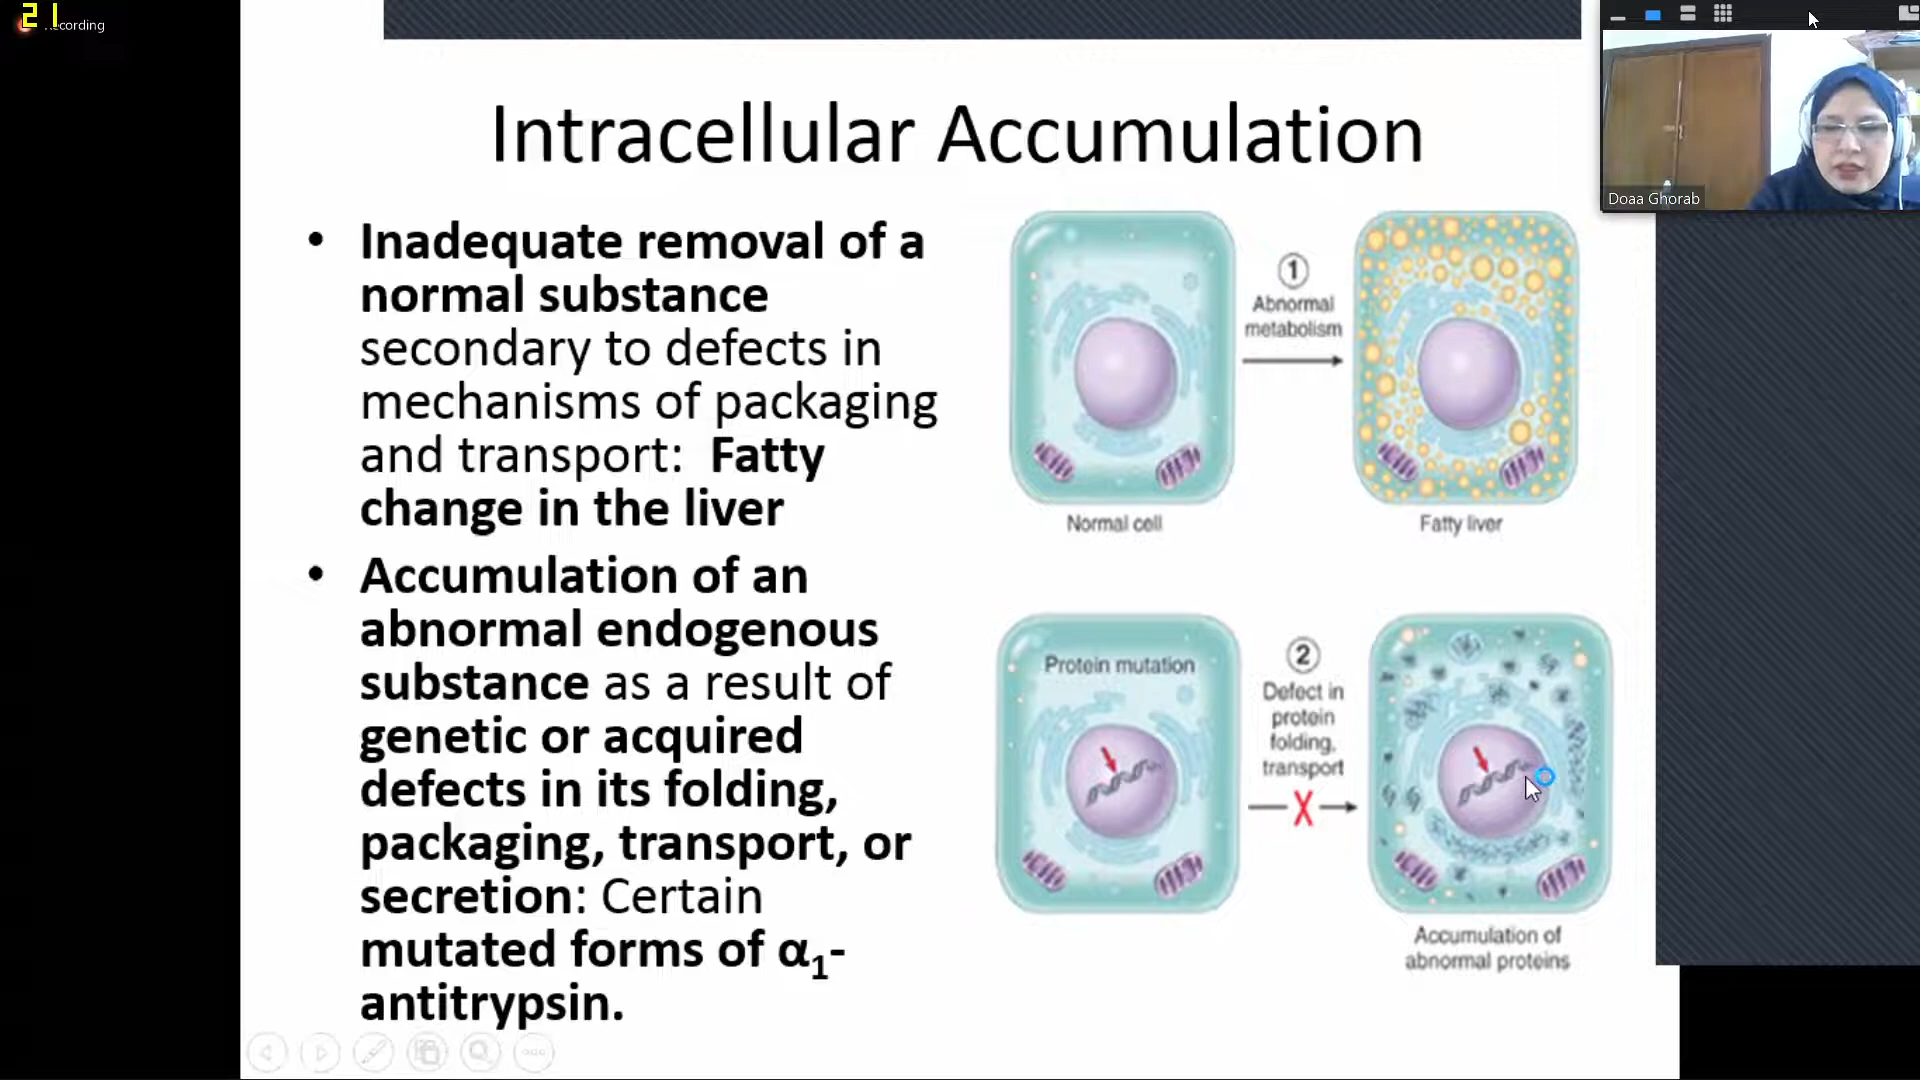 21
cording
Doaa Ghorab
Intracellular Accumulation
• Inadequate removal of a
normal substance
secondary to defects in
mechanisms of packaging
and transport: Fatty
change in the liver
• Accumulation of an
abnormal endogenous
substance as a result of
genetic or acquired
defects in its folding,
packaging, transport, or
secretion: Certain
mutated forms of α₁-
antitrypsin.
1
Abnormal
metabolism
Normal cell
Fatty liver
Protein mutation
2
Defect in
protein
folding,
transport
X
Accumulation of
abnormal proteins